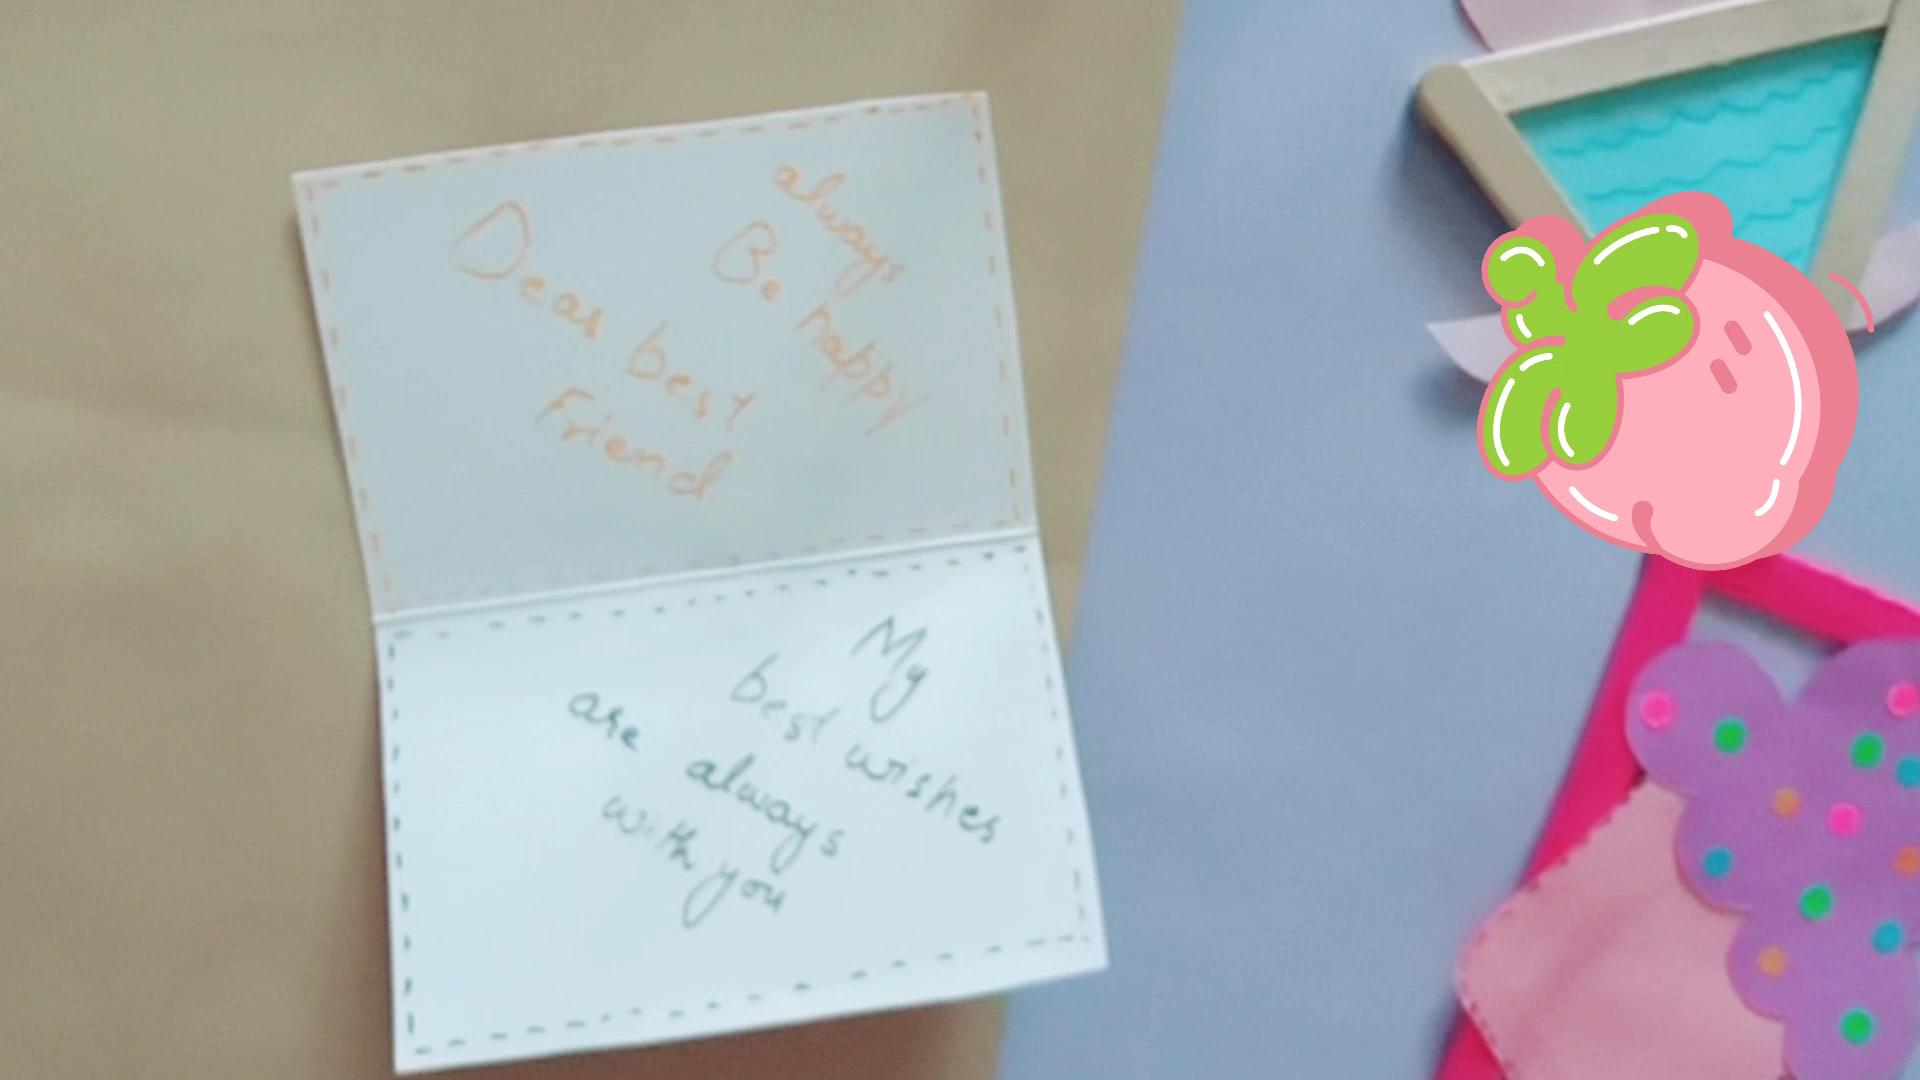 Dear best
Friend
always
Be happy
My
best wishes
are always
with you